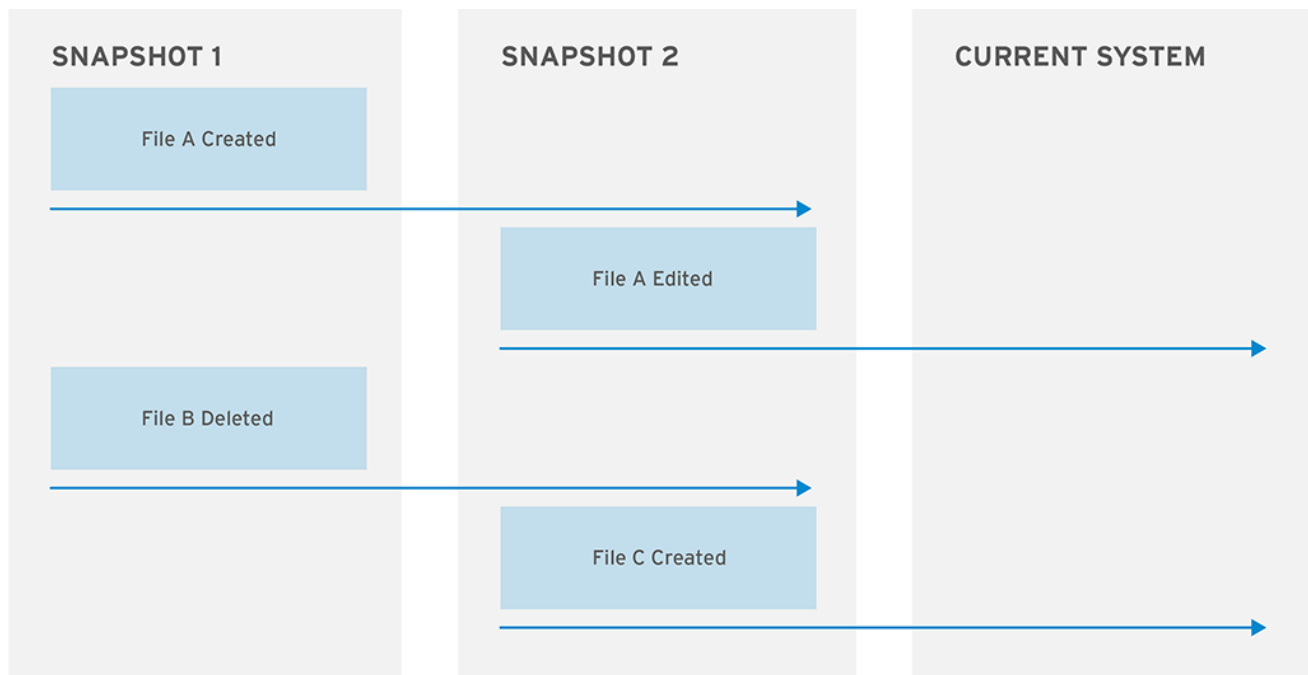 SNAPSHOT 1
SNAPSHOT 2
CURRENT SYSTEM
File A Created
File A Edited
File B Deleted
File C Created